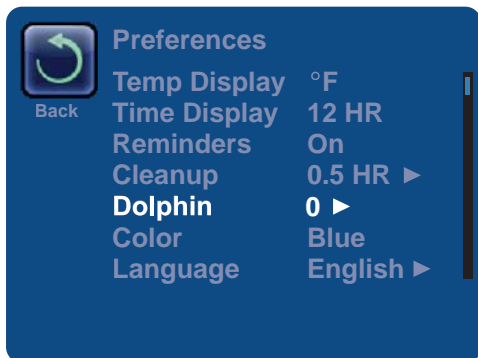 Preferences
Temp Display °F
Back
Time Display 12 HR
Reminders On
Cleanup 0.5 HR ►
Dolphin 0 ►
Color Blue
Language English ►